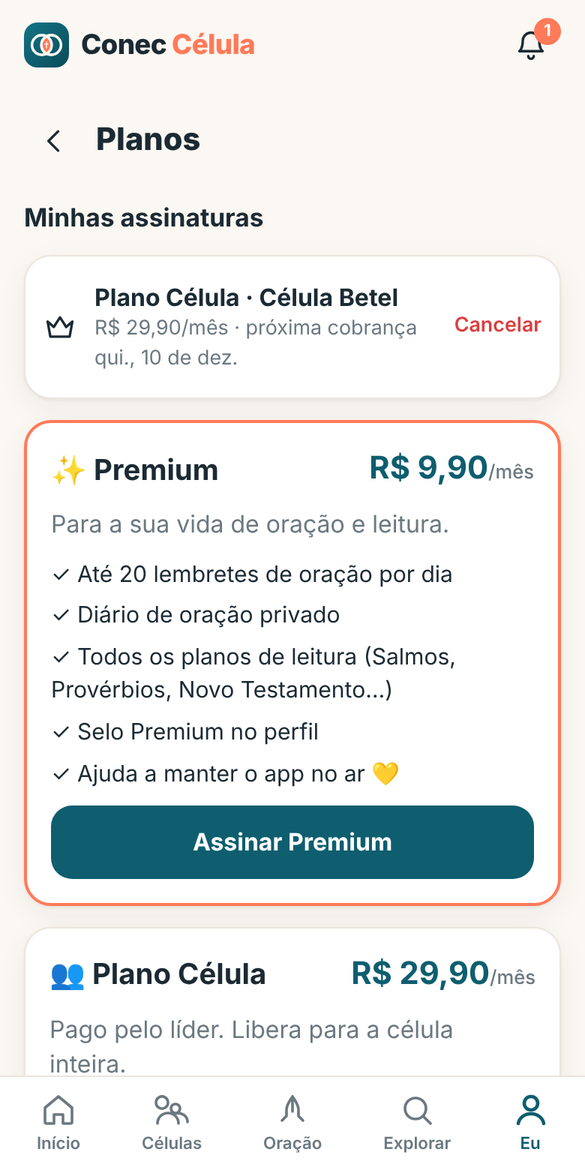 Conec Célula
1
Planos
Minhas assinaturas
Plano Célula · Célula Betel
R$ 29,90/mês · próxima cobrança
qui., 10 de dez.
Cancelar
✨ Premium
R$ 9,90/mês
Para a sua vida de oração e leitura.
✓ Até 20 lembretes de oração por dia
✓ Diário de oração privado
✓ Todos os planos de leitura (Salmos,
Provérbios, Novo Testamento...)
✓ Selo Premium no perfil
✓ Ajuda a manter o app no ar 💛
Assinar Premium
👥 Plano Célula
R$ 29,90/mês
Pago pelo líder. Libera para a célula
inteira.
Início
Células
Oração
Explorar
Eu